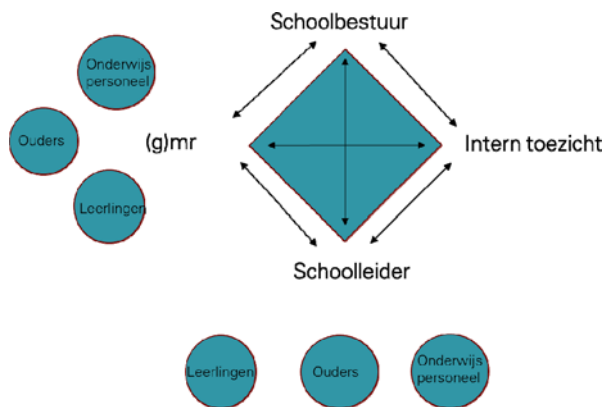 Schoolbestuur
Onderwijs
personeel
Ouders
(g)mr
Intern toezicht
Leerlingen
Schoolleider
Leerlingen
Ouders
Onderwijs
personeel